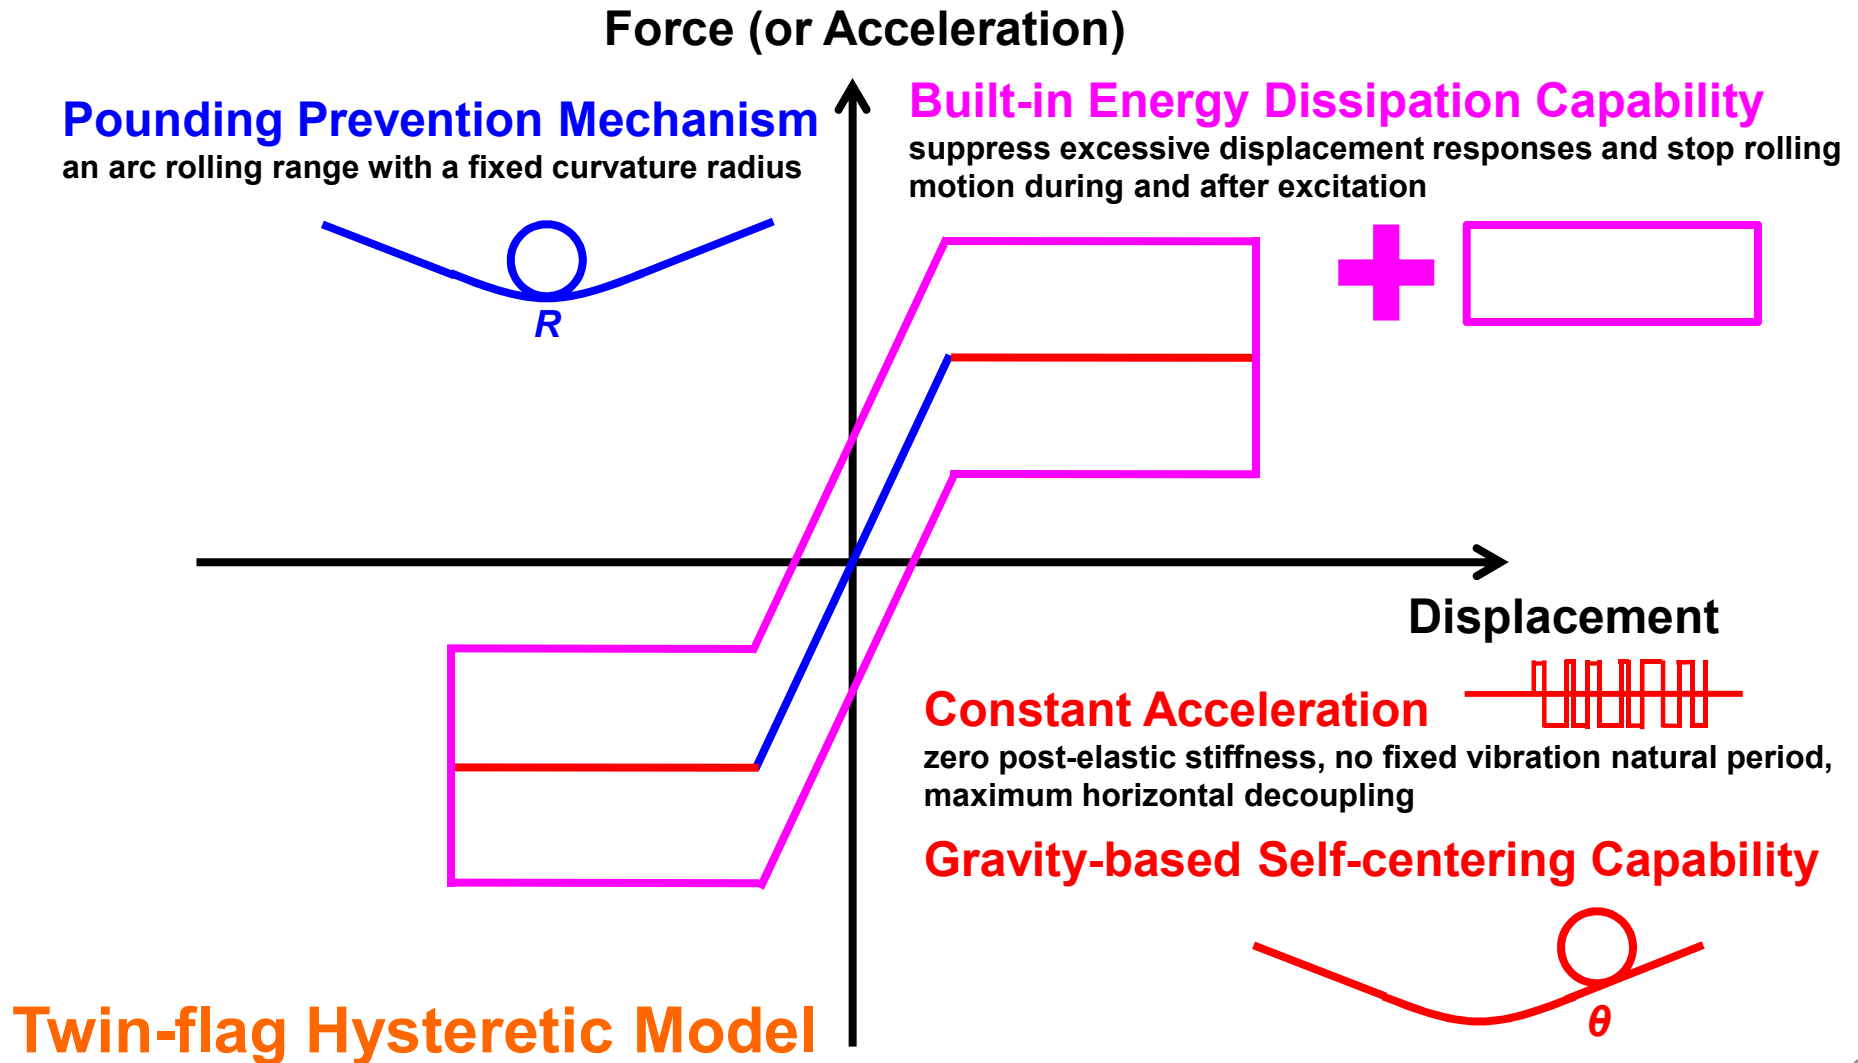 Force (or Acceleration)
Pounding Prevention Mechanism
an arc rolling range with a fixed curvature radius
R
Built-in Energy Dissipation Capability
suppress excessive displacement responses and stop rolling
motion during and after excitation
Displacement
Constant Acceleration
zero post-elastic stiffness, no fixed vibration natural period,
maximum horizontal decoupling
Gravity-based Self-centering Capability
θ
Twin-flag Hysteretic Model